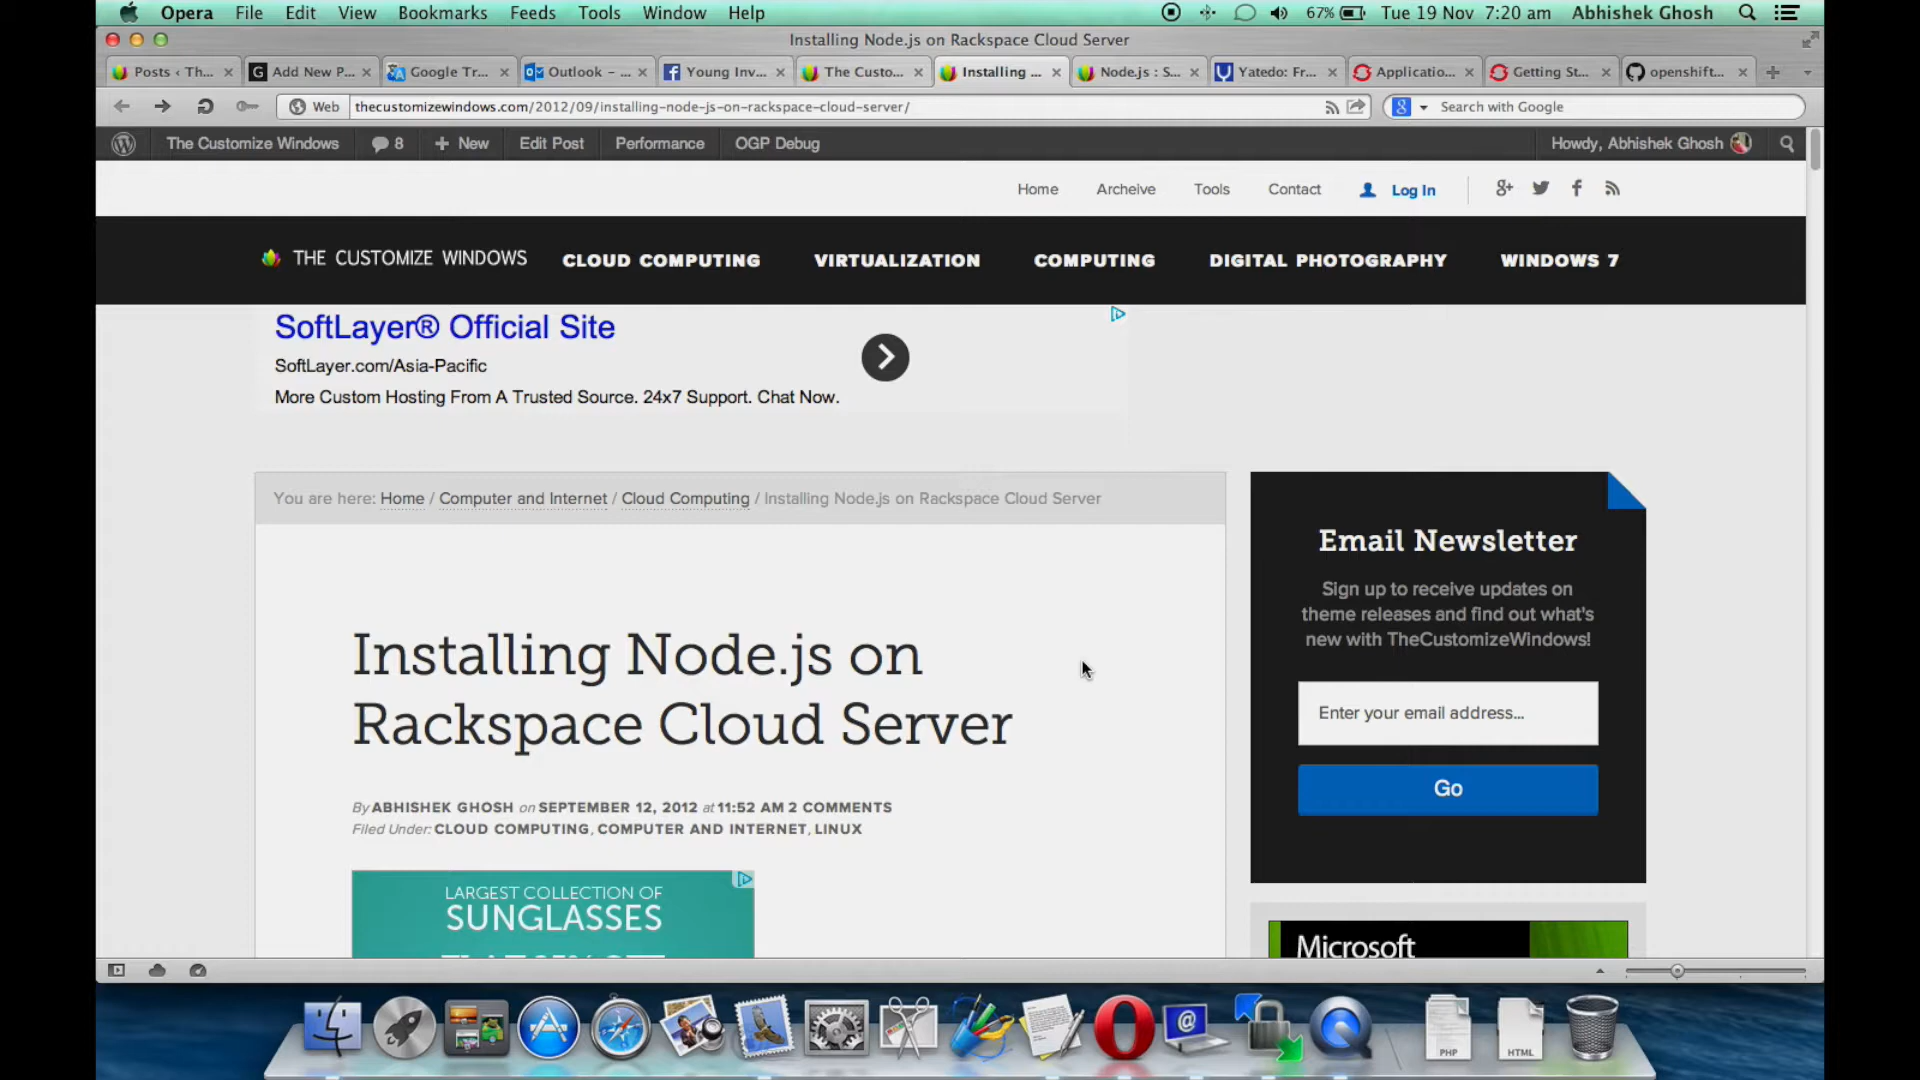 Opera File Edit View Bookmarks Feeds Tools Window Help 67% Tue 19 Nov 7:20 am Abhishek Ghosh
Installing Node.js on Rackspace Cloud Server
Posts ‹ Th... Add New P... Google Tr... Outlook – ... Young Inv... The Custo... Installing ... Node.js : S... Yatedo: Fr... Applicatio... Getting St... openshift...
Web thecustomizewindows.com/2012/09/installing-node-js-on-rackspace-cloud-server/ Search with Google
The Customize Windows 8 + New Edit Post Performance OGP Debug Howdy, Abhishek Ghosh
Home Archeive Tools Contact Log In
THE CUSTOMIZE WINDOWS CLOUD COMPUTING VIRTUALIZATION COMPUTING DIGITAL PHOTOGRAPHY WINDOWS 7
SoftLayer® Official Site
SoftLayer.com/Asia-Pacific
More Custom Hosting From A Trusted Source. 24x7 Support. Chat Now.
You are here: Home / Computer and Internet / Cloud Computing / Installing Node.js on Rackspace Cloud Server
Installing Node.js on
Rackspace Cloud Server
By ABHISHEK GHOSH on SEPTEMBER 12, 2012 at 11:52 AM 2 COMMENTS
Filed Under: CLOUD COMPUTING, COMPUTER AND INTERNET, LINUX
LARGEST COLLECTION OF
SUNGLASSES
Email Newsletter
Sign up to receive updates on
theme releases and find out what's
new with TheCustomizeWindows!
Enter your email address...
Go
Microsoft
PHP HTML